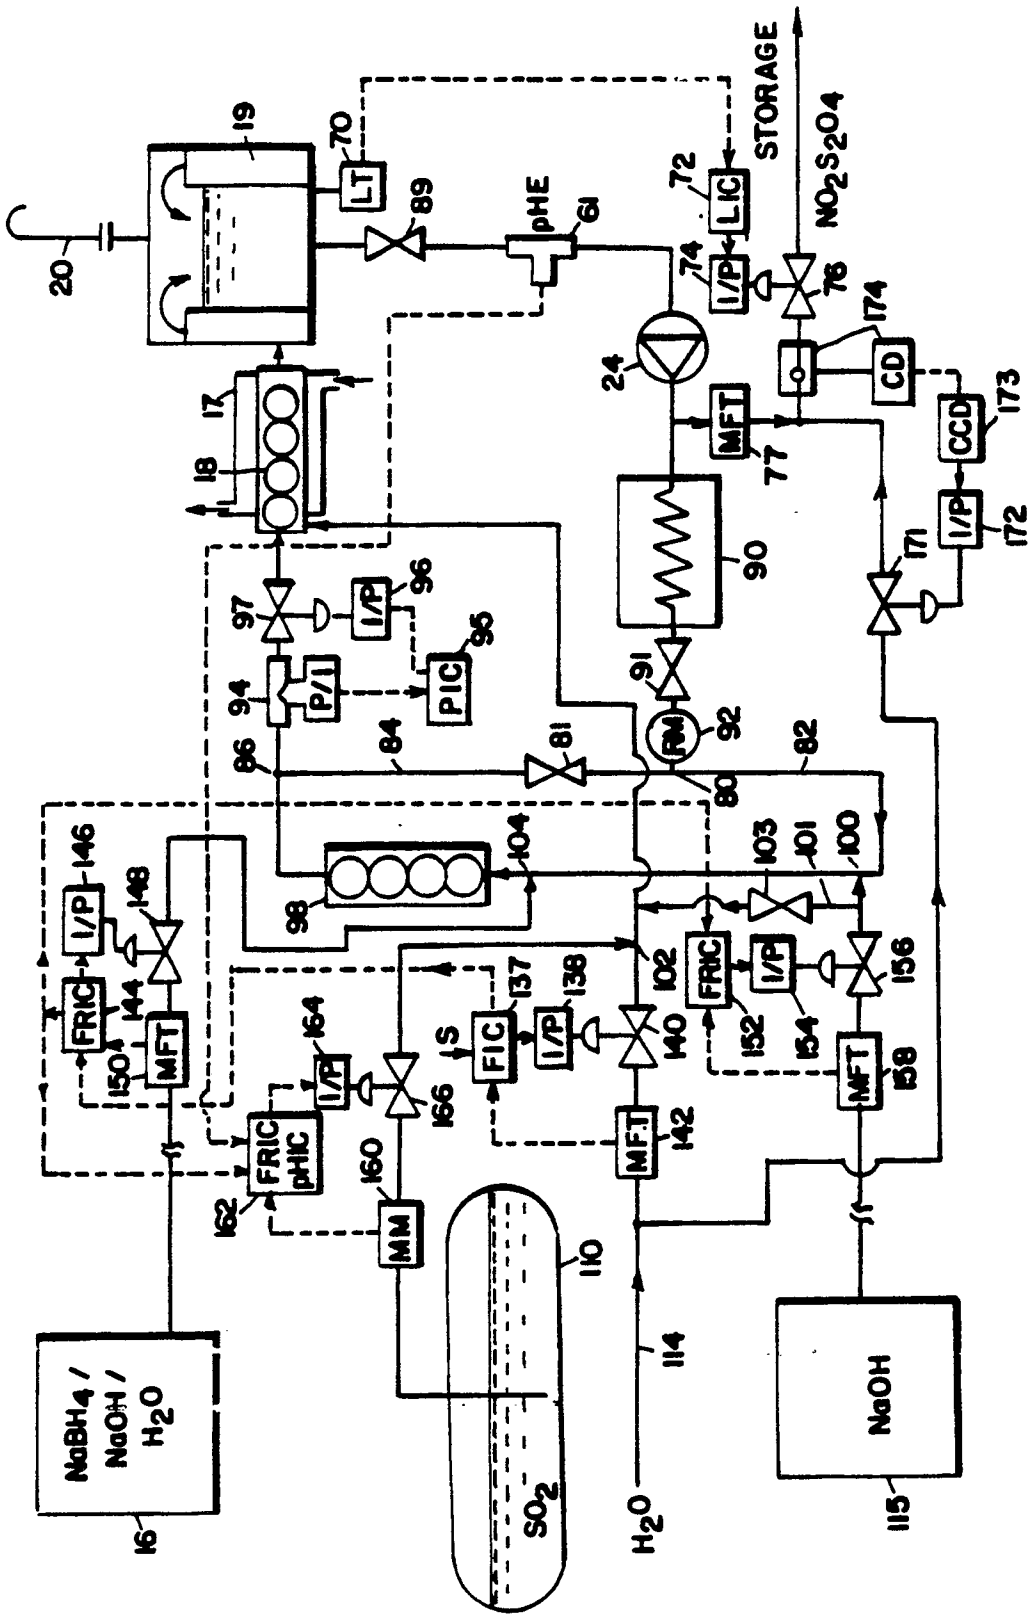 20
NaBH4/
NaOH/
H2O
16
FRIC
144
I/P
146
150
MFT
148
162
FRIC
pHIC
164
I/P
86
94
P/I
97
18
17
19
98
160
MM
166
84
96
I/P
95
PIC
LT
70
89
S
137
FIC
104
81
pHE
61
SO2
110
138
I/P
24
H2O
114
MFT
142
140
102
80
RM
92
91
90
MFT
77
74
I/P
72
LIC
FRIC
152
I/P
154
103
101
100
82
STORAGE
NO2S2O4
76
115
NaOH
MFT
158
156
171
174
CD
I/P
172
CCD
173